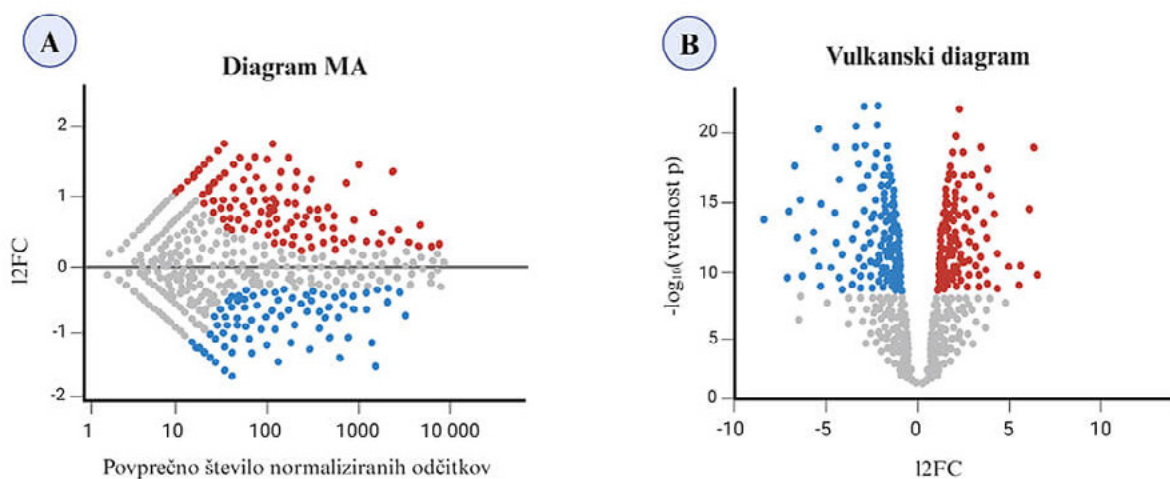 A
Diagram MA
l2FC
2
1
0
-1
-2
1
10
100
1000
10 000
Povprečno število normaliziranih odčitkov
B
Vulkanski diagram
-log₁₀(vrednost p)
20
15
10
5
0
-10
-5
0
5
10
l2FC